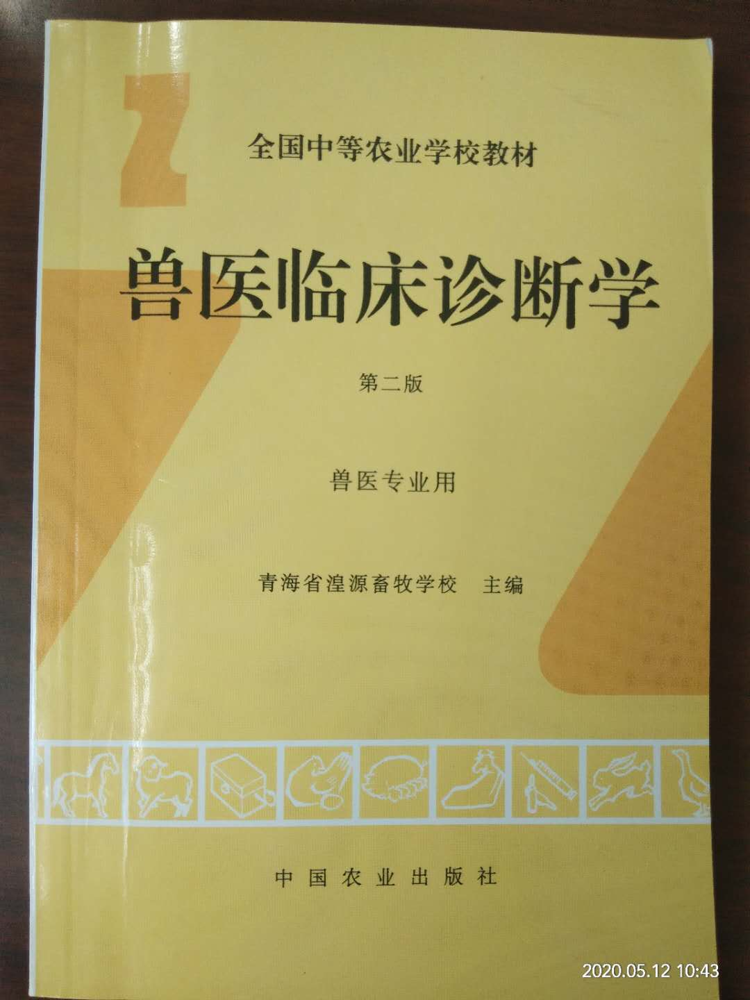 全国中等农业学校教材
兽医临床诊断学
第二版
兽医专业用
青海省湟源畜牧学校 主编
中国农业出版社
2020.05.12 10:43